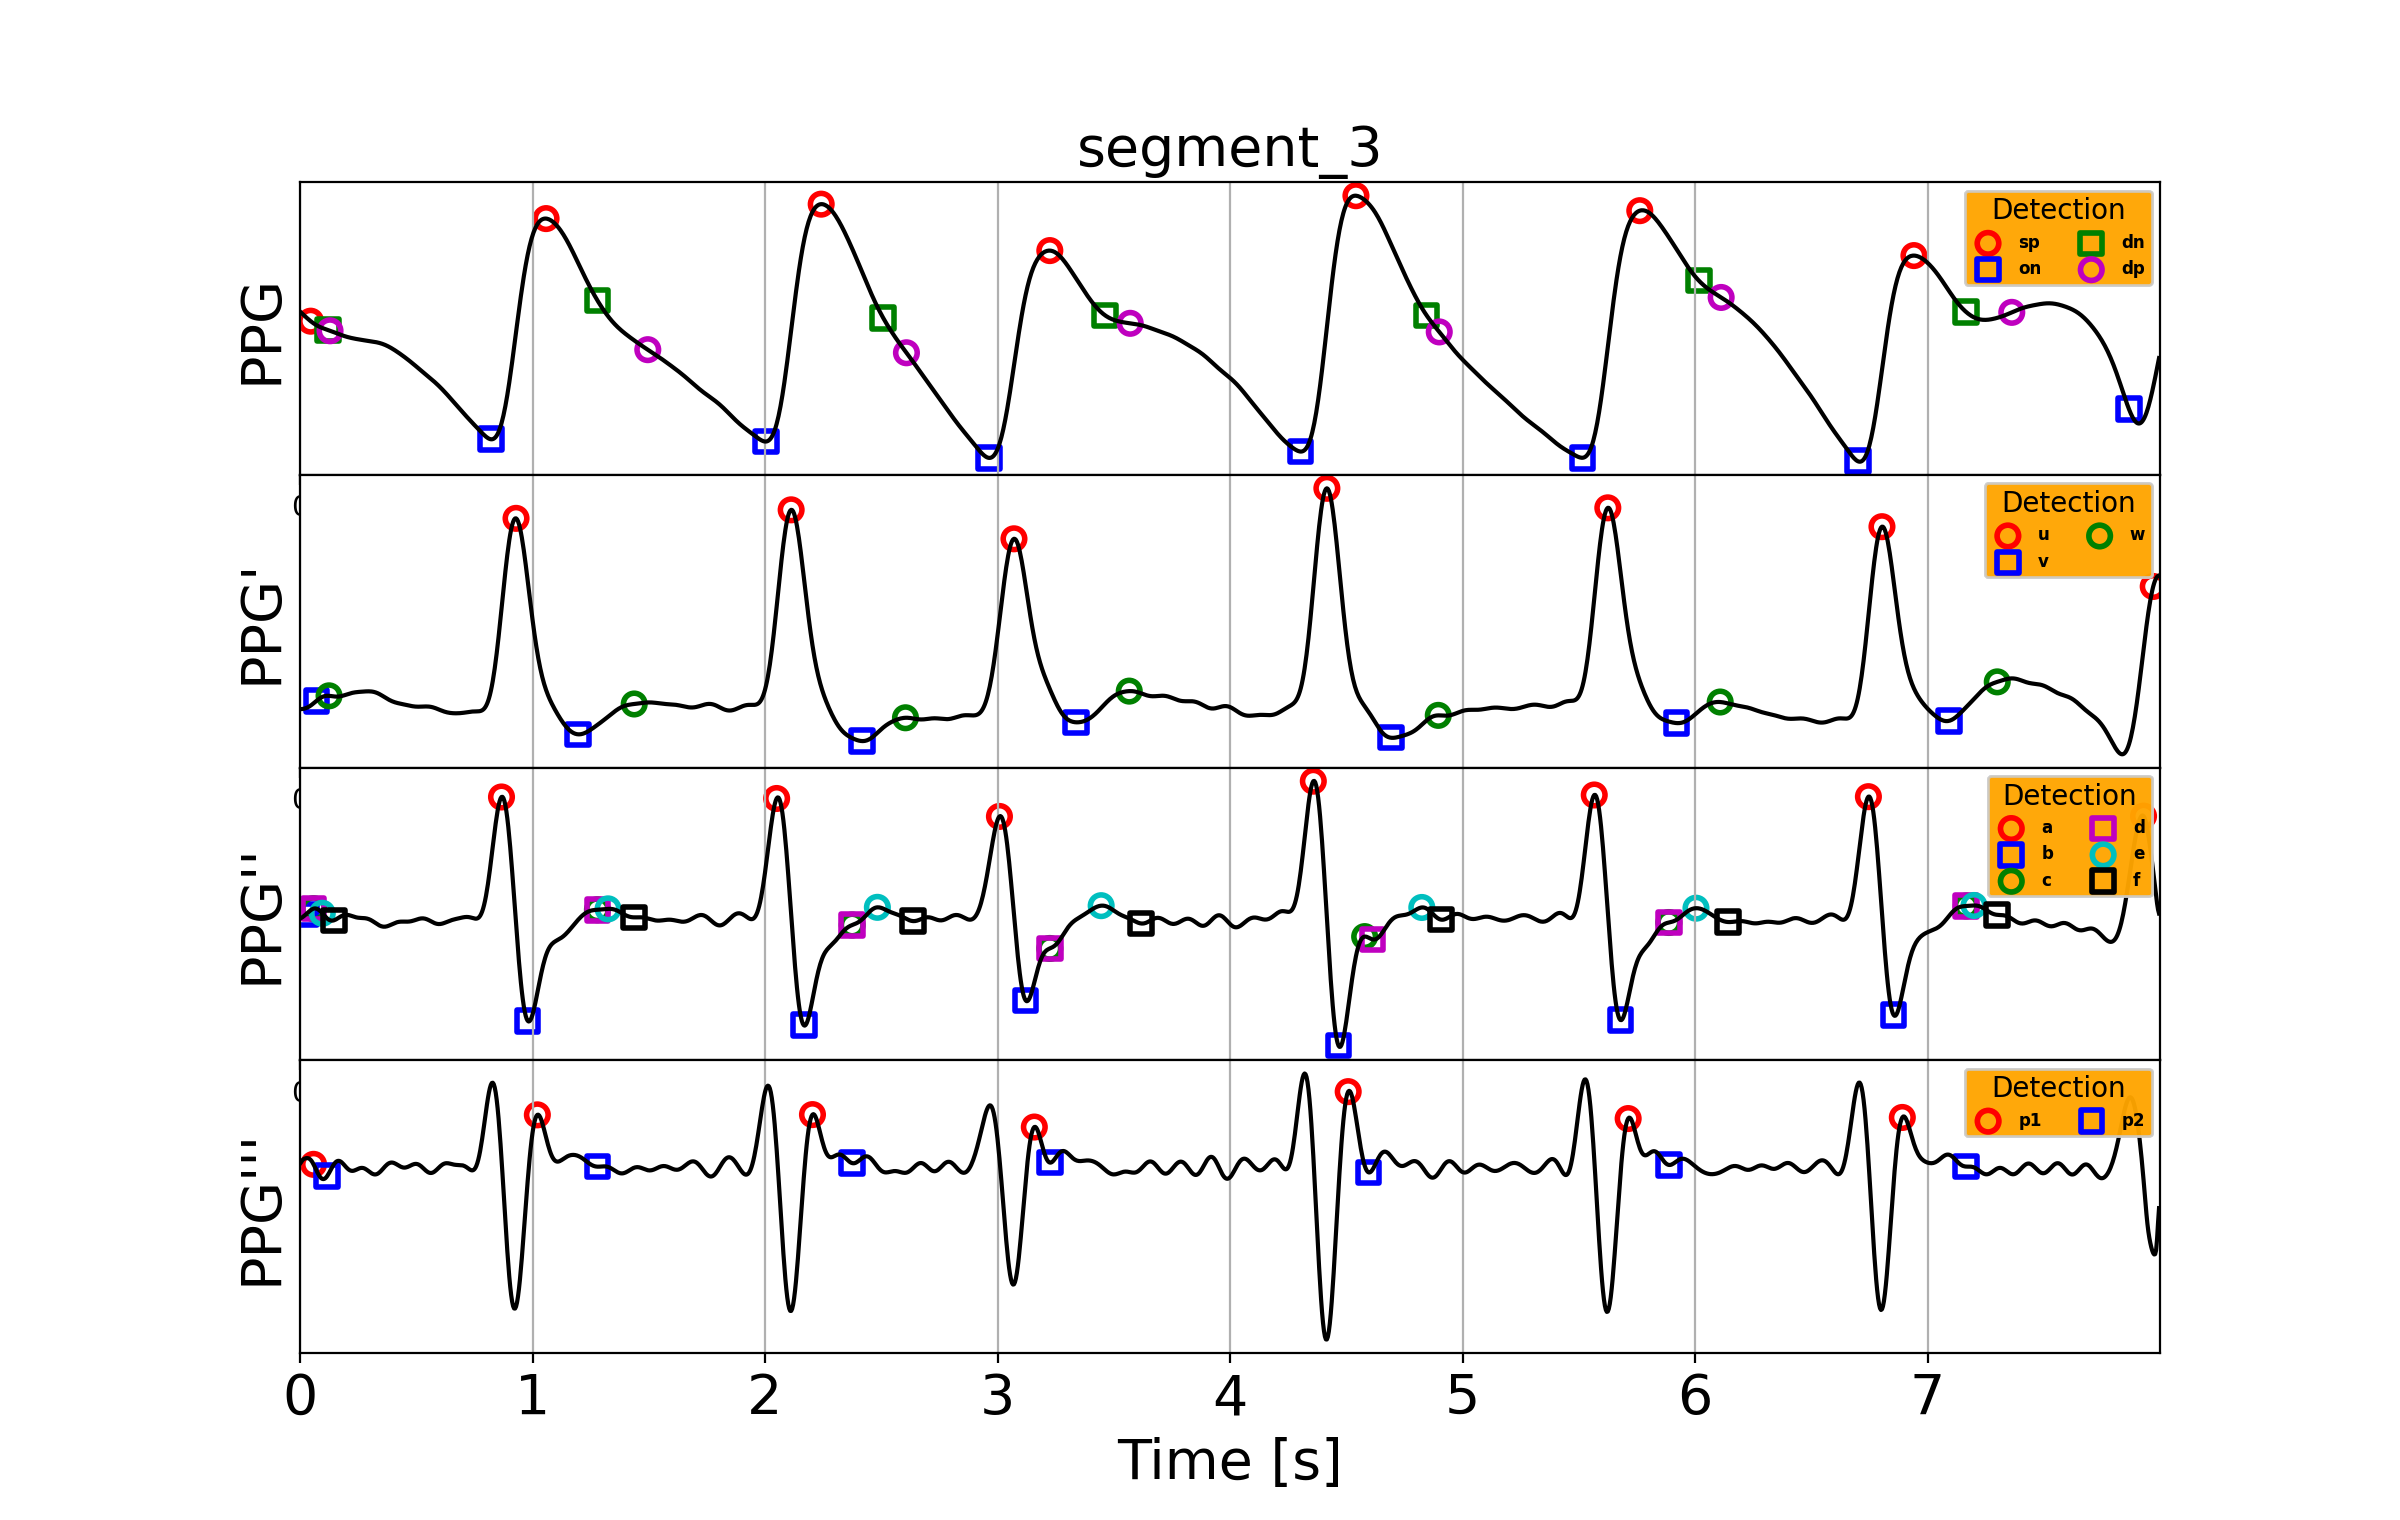 segment_3
PPG
Detection
sp dn
on dp
PPG'
Detection
u w
v
PPG''
Detection
a d
b e
c f
PPG'''
Detection
p1 p2
0 1 2 3 4 5 6 7
Time [s]